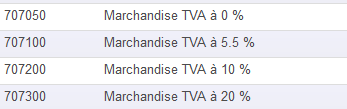 707050 Marchandise TVA à 0 %
707100 Marchandise TVA à 5.5 %
707200 Marchandise TVA à 10 %
707300 Marchandise TVA à 20 %